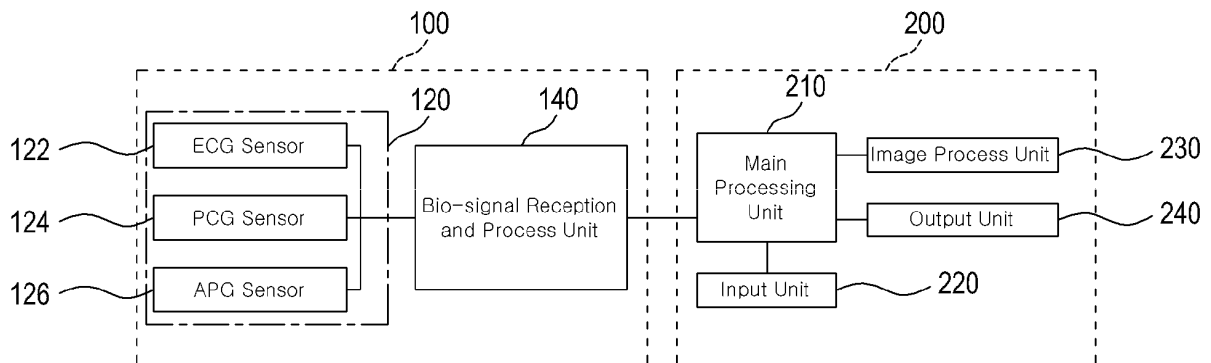 100
200
120
140
210
122
ECG Sensor
Image Process Unit
230
Main
Processing
Unit
124
PCG Sensor
Bio-signal Reception
and Process Unit
Output Unit
240
126
APG Sensor
Input Unit
220